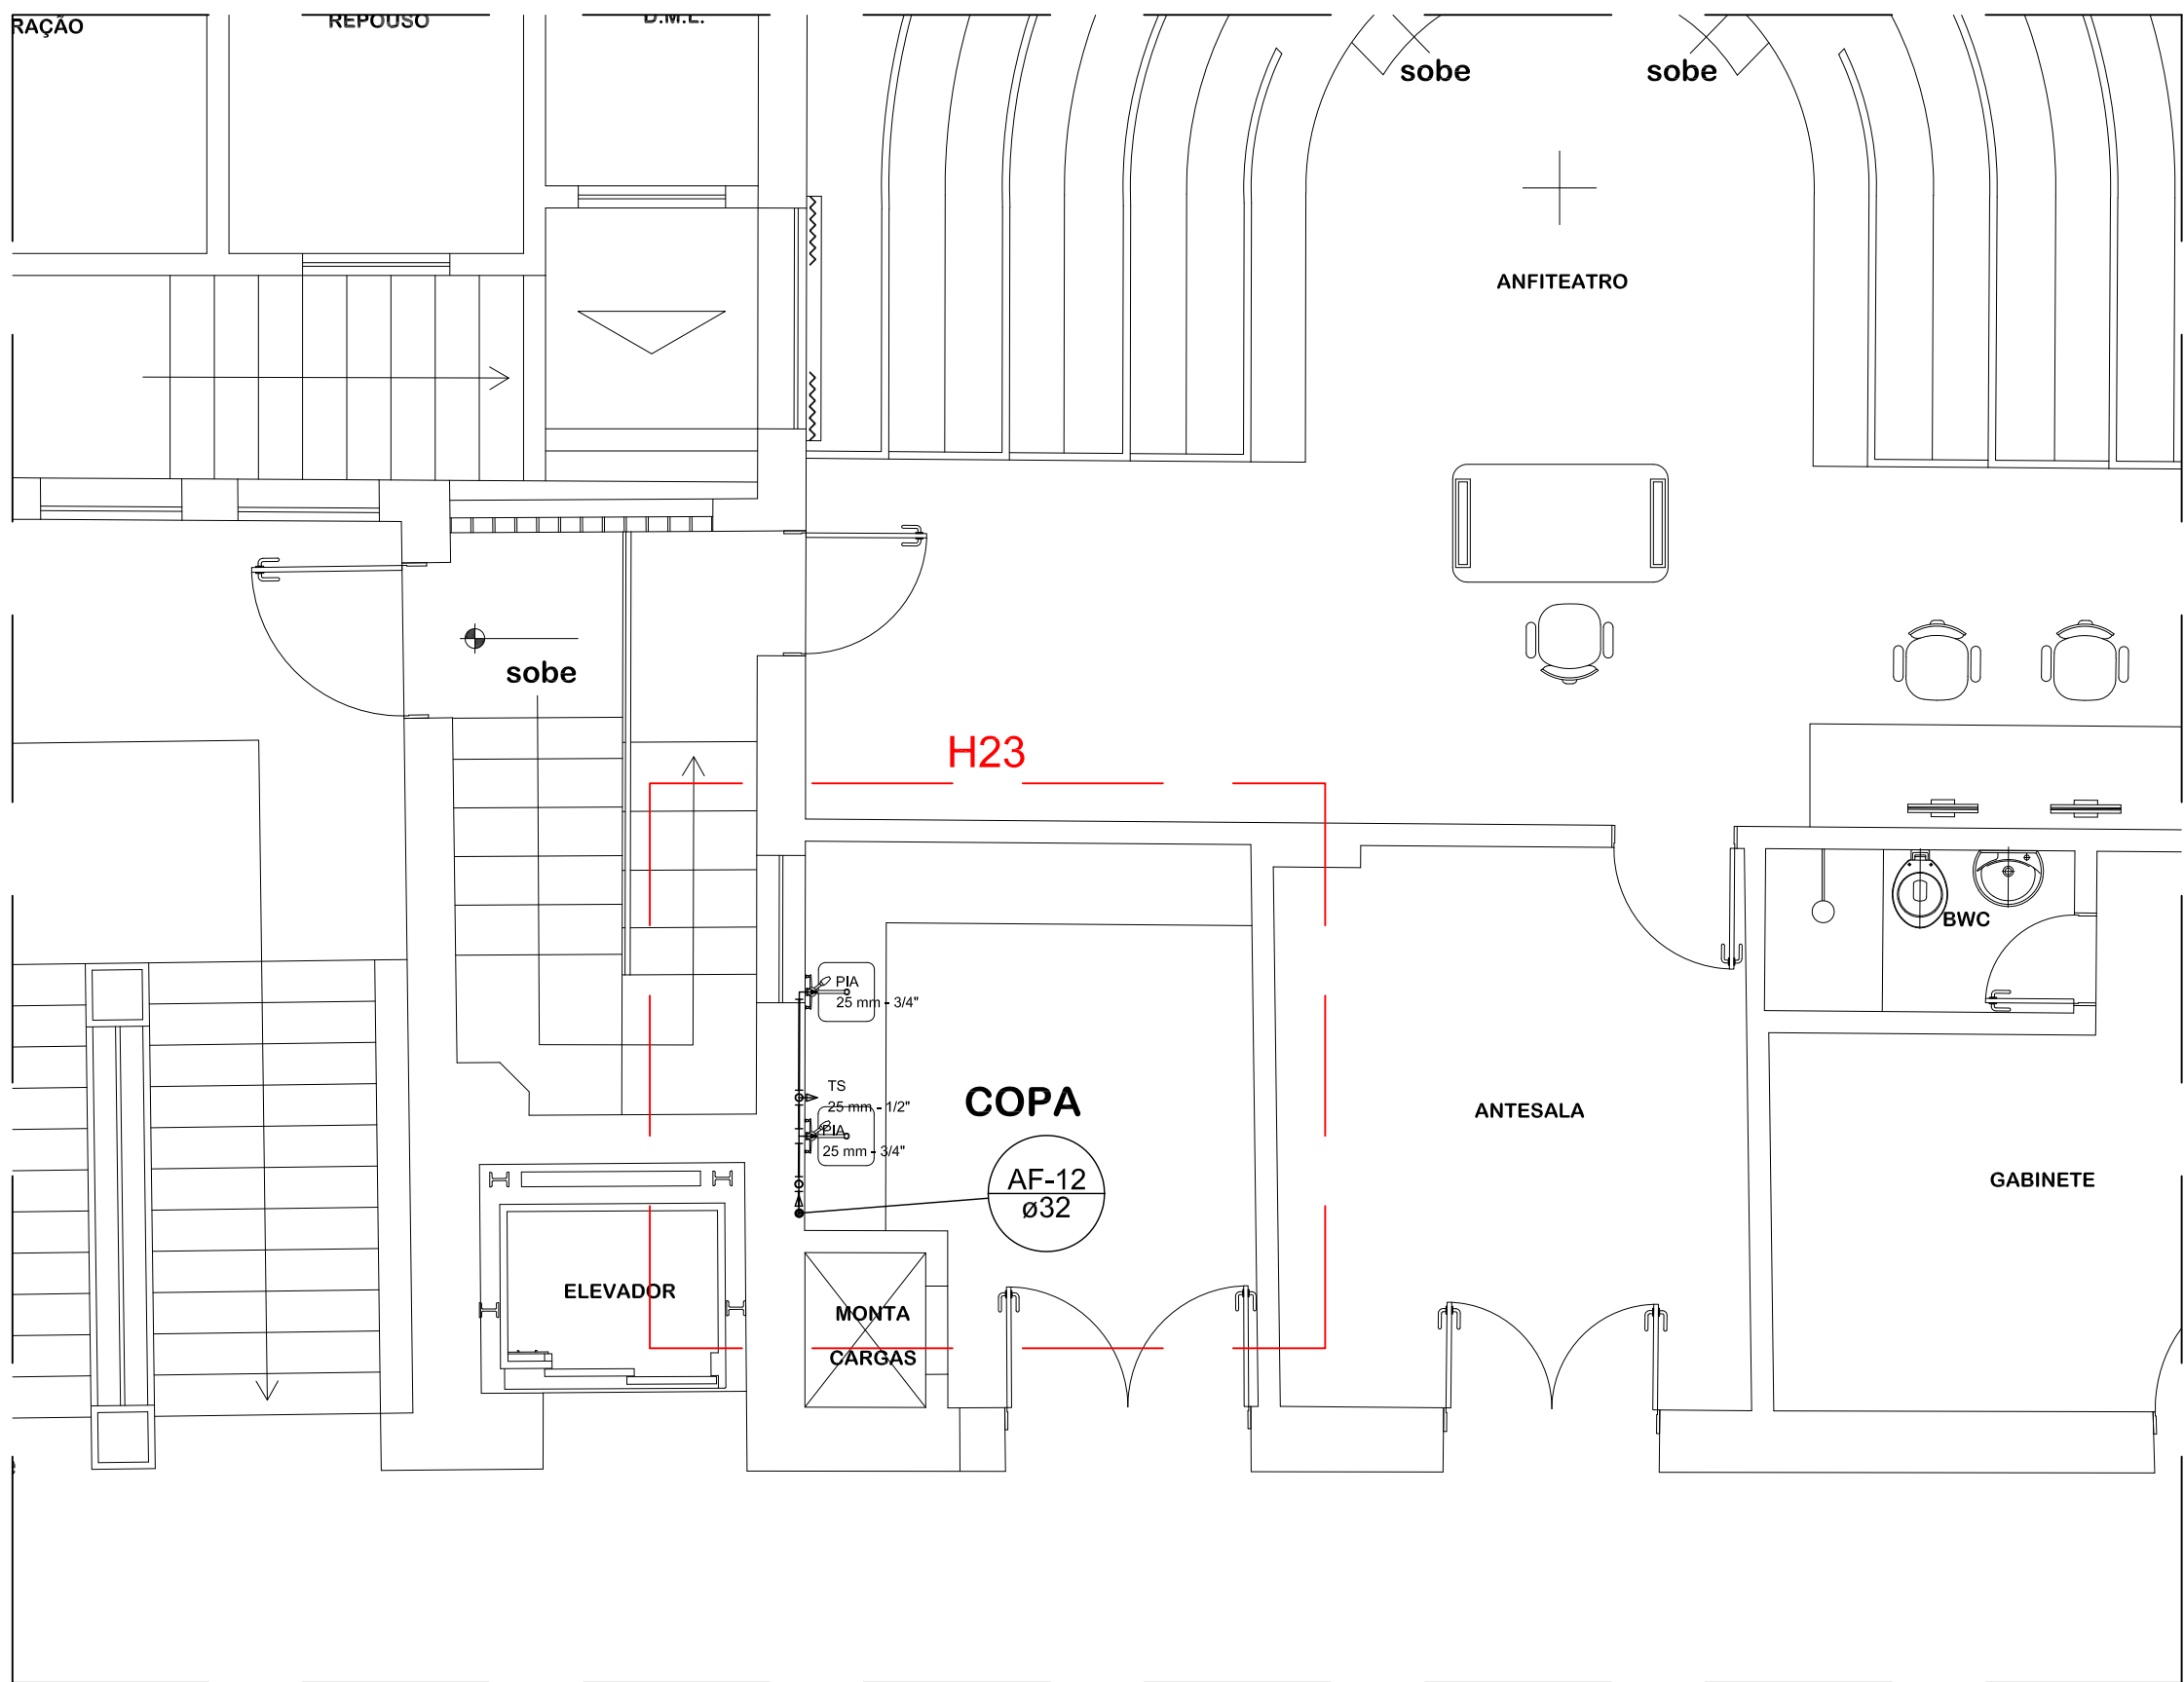 RAÇÃO
REPOUSO
D.M.L.
sobe
sobe
ANFITEATRO
sobe
H23
BWC
PIA
25 mm - 3/4"
TS
25 mm - 1/2"
PIA
25 mm - 3/4"
COPA
ANTESALA
AF-12
ø32
GABINETE
ELEVADOR
MONTA
CARGAS